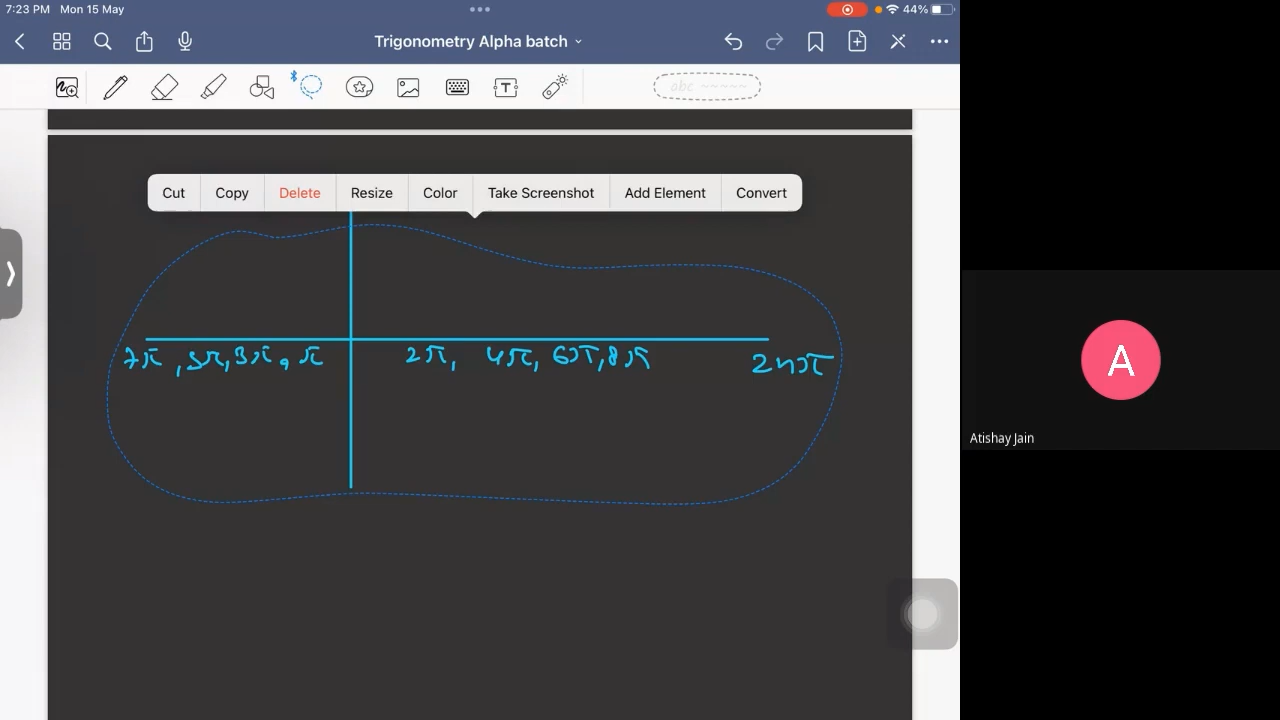 7:23 PM Mon 15 May 44%
Trigonometry Alpha batch
T
abc
Cut Copy Delete Resize Color Take Screenshot Add Element Convert
7π, 5π, 3π, π 2π, 4π, 6π, 8π 2nπ
A
Atishay Jain